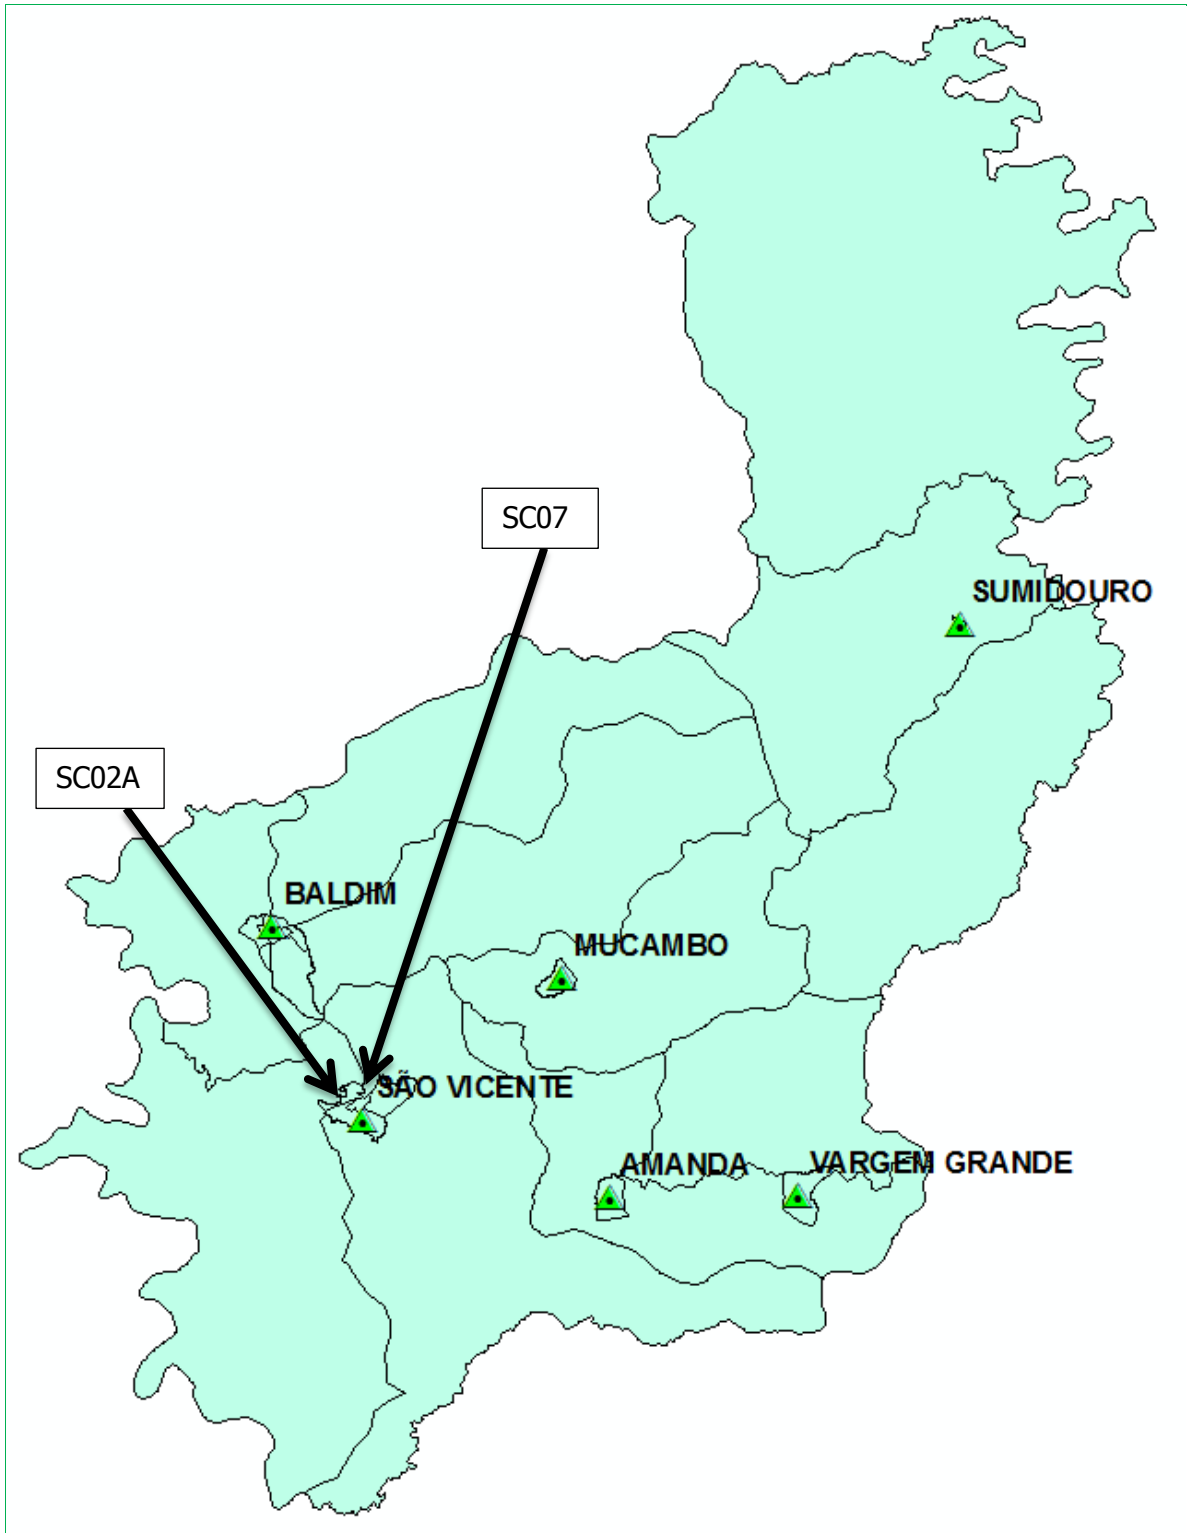 SC07
SUMIDOURO
SC02A
BALDIM
MUCAMBO
SÃO VICENTE
AMANDA
VARGEM GRANDE